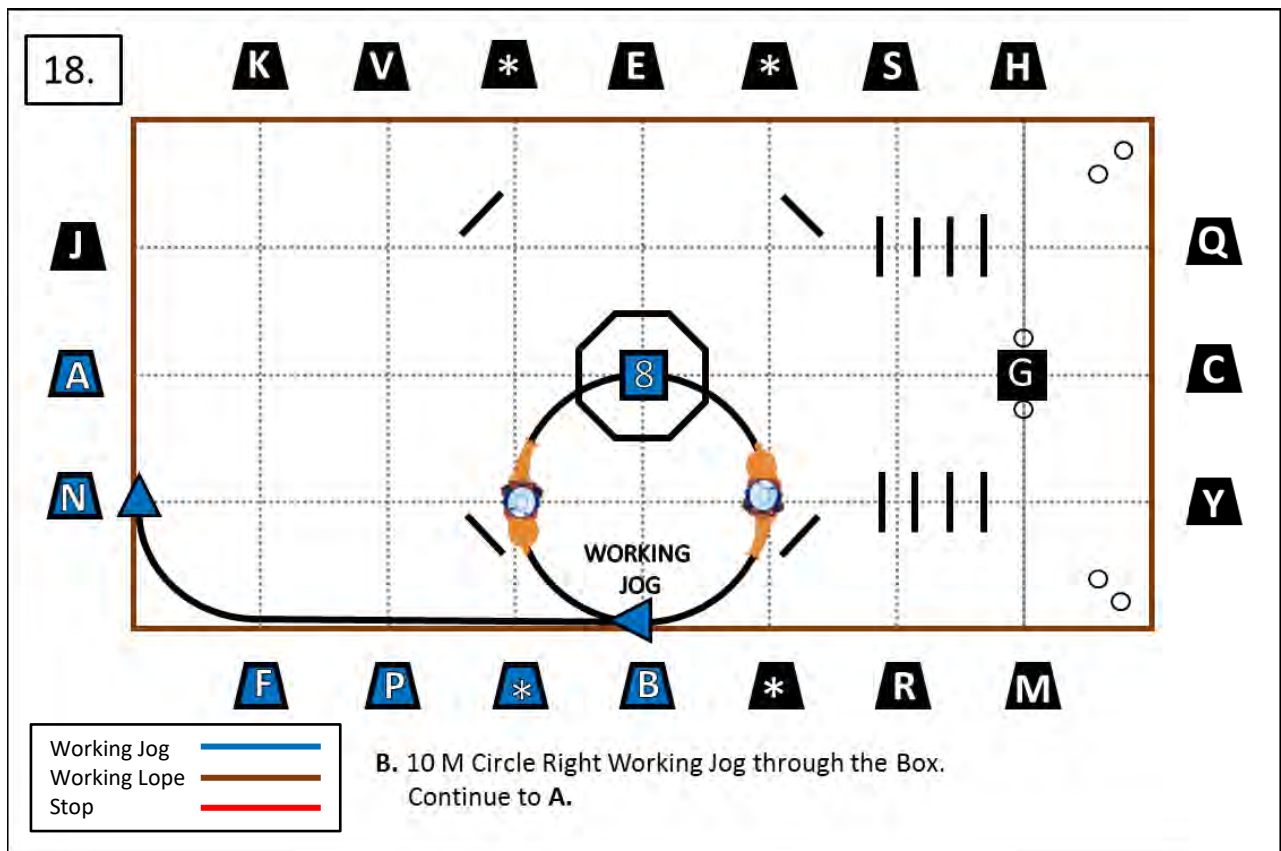 18.
K V * E * S H
J
Q
A
8
G
C
N
Y
WORKING
JOG
F P * B * R M
Working Jog
Working Lope
Stop
B. 10 M Circle Right Working Jog through the Box.
Continue to A.